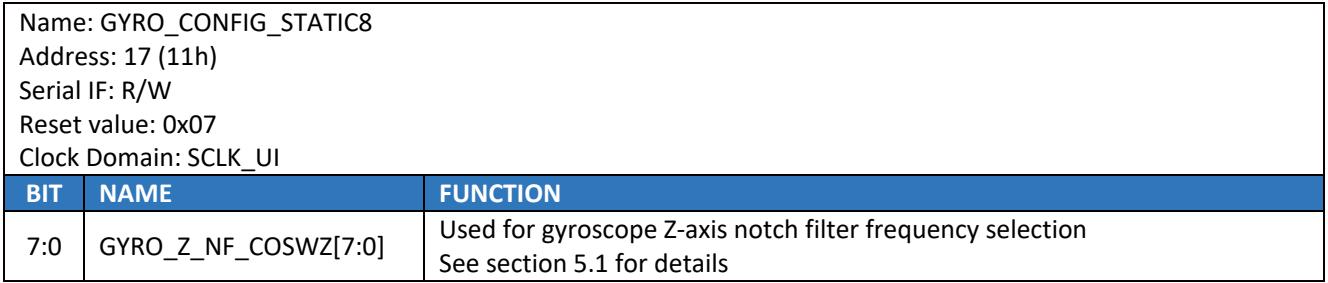 Name: GYRO_CONFIG_STATIC8
Address: 17 (11h)
Serial IF: R/W
Reset value: 0x07
Clock Domain: SCLK_UI
BIT NAME FUNCTION
7:0 GYRO_Z_NF_COSWZ[7:0] Used for gyroscope Z-axis notch filter frequency selection
See section 5.1 for details